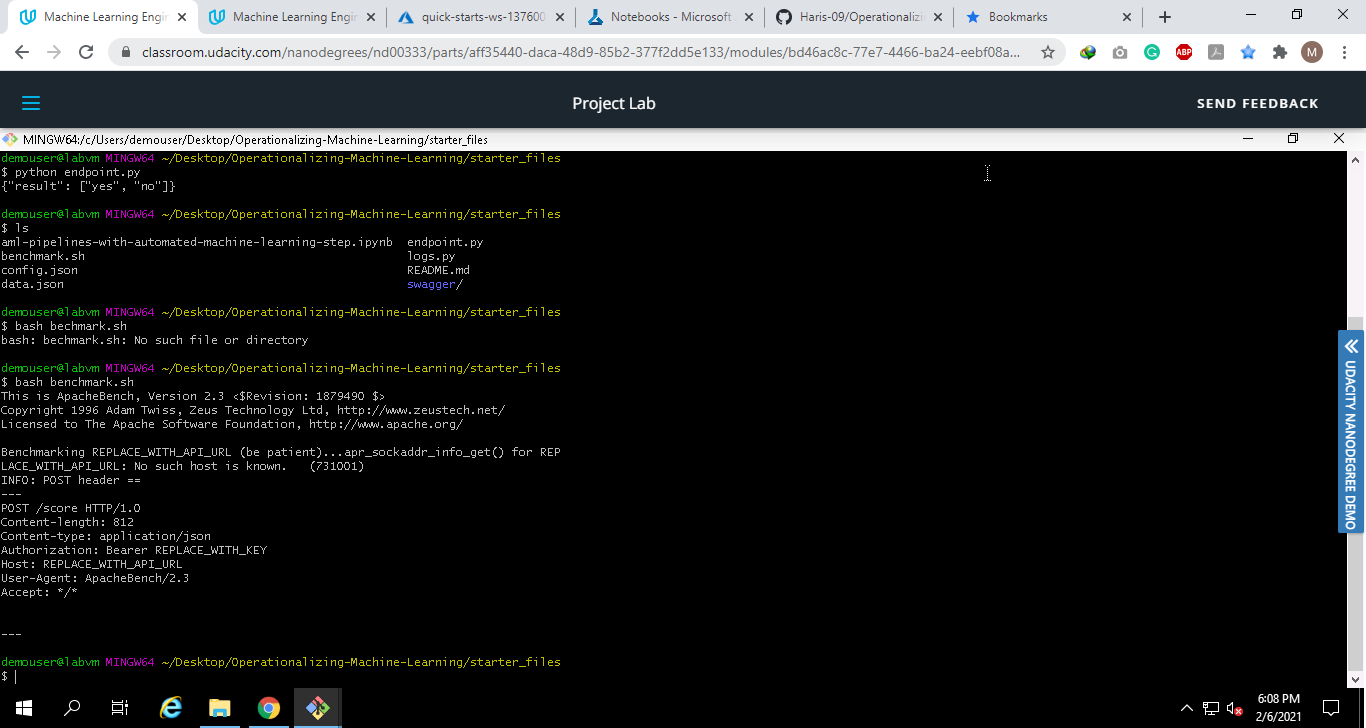 Machine Learning Engin
Machine Learning Engin
quick-starts-ws-137600
Notebooks - Microsoft
Haris-09/Operationalizin
Bookmarks
classroom.udacity.com/nanodegrees/nd00333/parts/aff35440-daca-48d9-85b2-377f2dd5e133/modules/bd46ac8c-77e7-4466-ba24-eebf08a...
ABP
M
Project Lab
SEND FEEDBACK
MINGW64:/c/Users/demouser/Desktop/Operationalizing-Machine-Learning/starter_files
demouser@labvm MINGW64 ~/Desktop/Operationalizing-Machine-Learning/starter_files
$ python endpoint.py
{"result": ["yes", "no"]}
demouser@labvm MINGW64 ~/Desktop/Operationalizing-Machine-Learning/starter_files
$ ls
aml-pipelines-with-automated-machine-learning-step.ipynb endpoint.py
benchmark.sh logs.py
config.json README.md
data.json swagger/
demouser@labvm MINGW64 ~/Desktop/Operationalizing-Machine-Learning/starter_files
$ bash bechmark.sh
bash: bechmark.sh: No such file or directory
demouser@labvm MINGW64 ~/Desktop/Operationalizing-Machine-Learning/starter_files
$ bash benchmark.sh
This is ApacheBench, Version 2.3 <$Revision: 1879490 $>
Copyright 1996 Adam Twiss, Zeus Technology Ltd, http://www.zeustech.net/
Licensed to The Apache Software Foundation, http://www.apache.org/
Benchmarking REPLACE_WITH_API_URL (be patient)...apr_sockaddr_info_get() for REP
LACE_WITH_API_URL: No such host is known. (731001)
INFO: POST header ==
---
POST /score HTTP/1.0
Content-length: 812
Content-type: application/json
Authorization: Bearer REPLACE_WITH_KEY
Host: REPLACE_WITH_API_URL
User-Agent: ApacheBench/2.3
Accept: */*
---
demouser@labvm MINGW64 ~/Desktop/Operationalizing-Machine-Learning/starter_files
$
UDACITY NANODEGREE DEMO
6:08 PM
2/6/2021